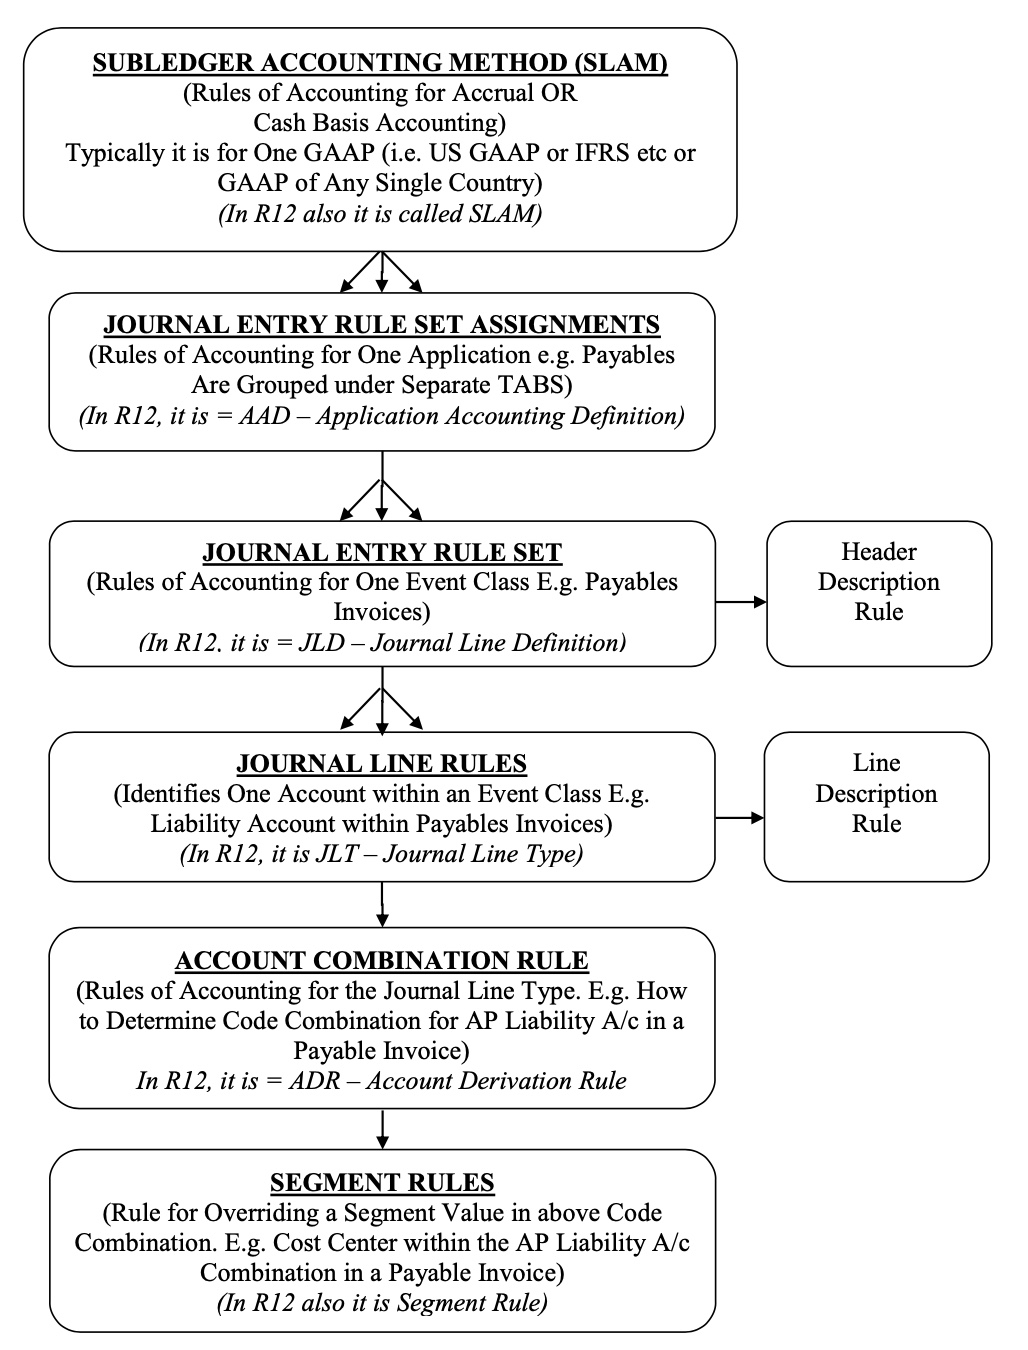 SUBLEDGER ACCOUNTING METHOD (SLAM)
(Rules of Accounting for Accrual OR
Cash Basis Accounting)
Typically it is for One GAAP (i.e. US GAAP or IFRS etc or
GAAP of Any Single Country)
(In R12 also it is called SLAM)
JOURNAL ENTRY RULE SET ASSIGNMENTS
(Rules of Accounting for One Application e.g. Payables
Are Grouped under Separate TABS)
(In R12, it is = AAD – Application Accounting Definition)
JOURNAL ENTRY RULE SET
(Rules of Accounting for One Event Class E.g. Payables
Invoices)
(In R12, it is = JLD – Journal Line Definition)
Header
Description
Rule
JOURNAL LINE RULES
(Identifies One Account within an Event Class E.g.
Liability Account within Payables Invoices)
(In R12, it is JLT – Journal Line Type)
Line
Description
Rule
ACCOUNT COMBINATION RULE
(Rules of Accounting for the Journal Line Type. E.g. How
to Determine Code Combination for AP Liability A/c in a
Payable Invoice)
In R12, it is = ADR – Account Derivation Rule
SEGMENT RULES
(Rule for Overriding a Segment Value in above Code
Combination. E.g. Cost Center within the AP Liability A/c
Combination in a Payable Invoice)
(In R12 also it is Segment Rule)